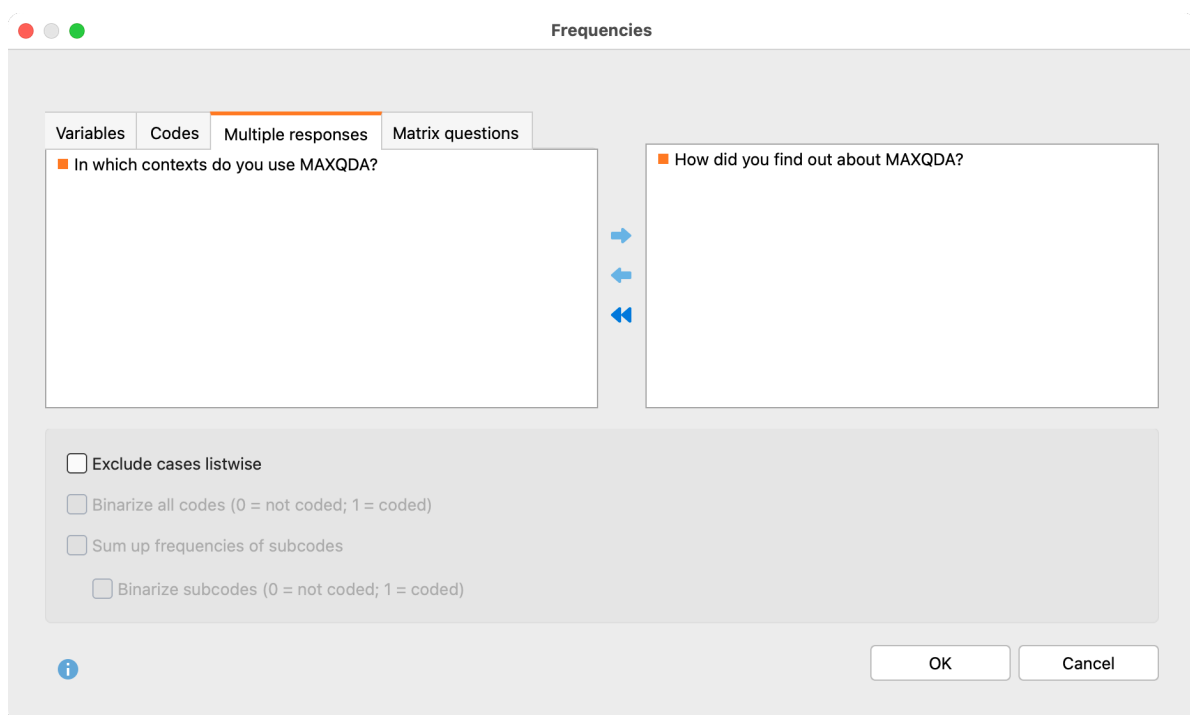 Frequencies
Variables Codes Multiple responses Matrix questions
In which contexts do you use MAXQDA?
How did you find out about MAXQDA?
Exclude cases listwise
Binarize all codes (0 = not coded; 1 = coded)
Sum up frequencies of subcodes
Binarize subcodes (0 = not coded; 1 = coded)
OK Cancel